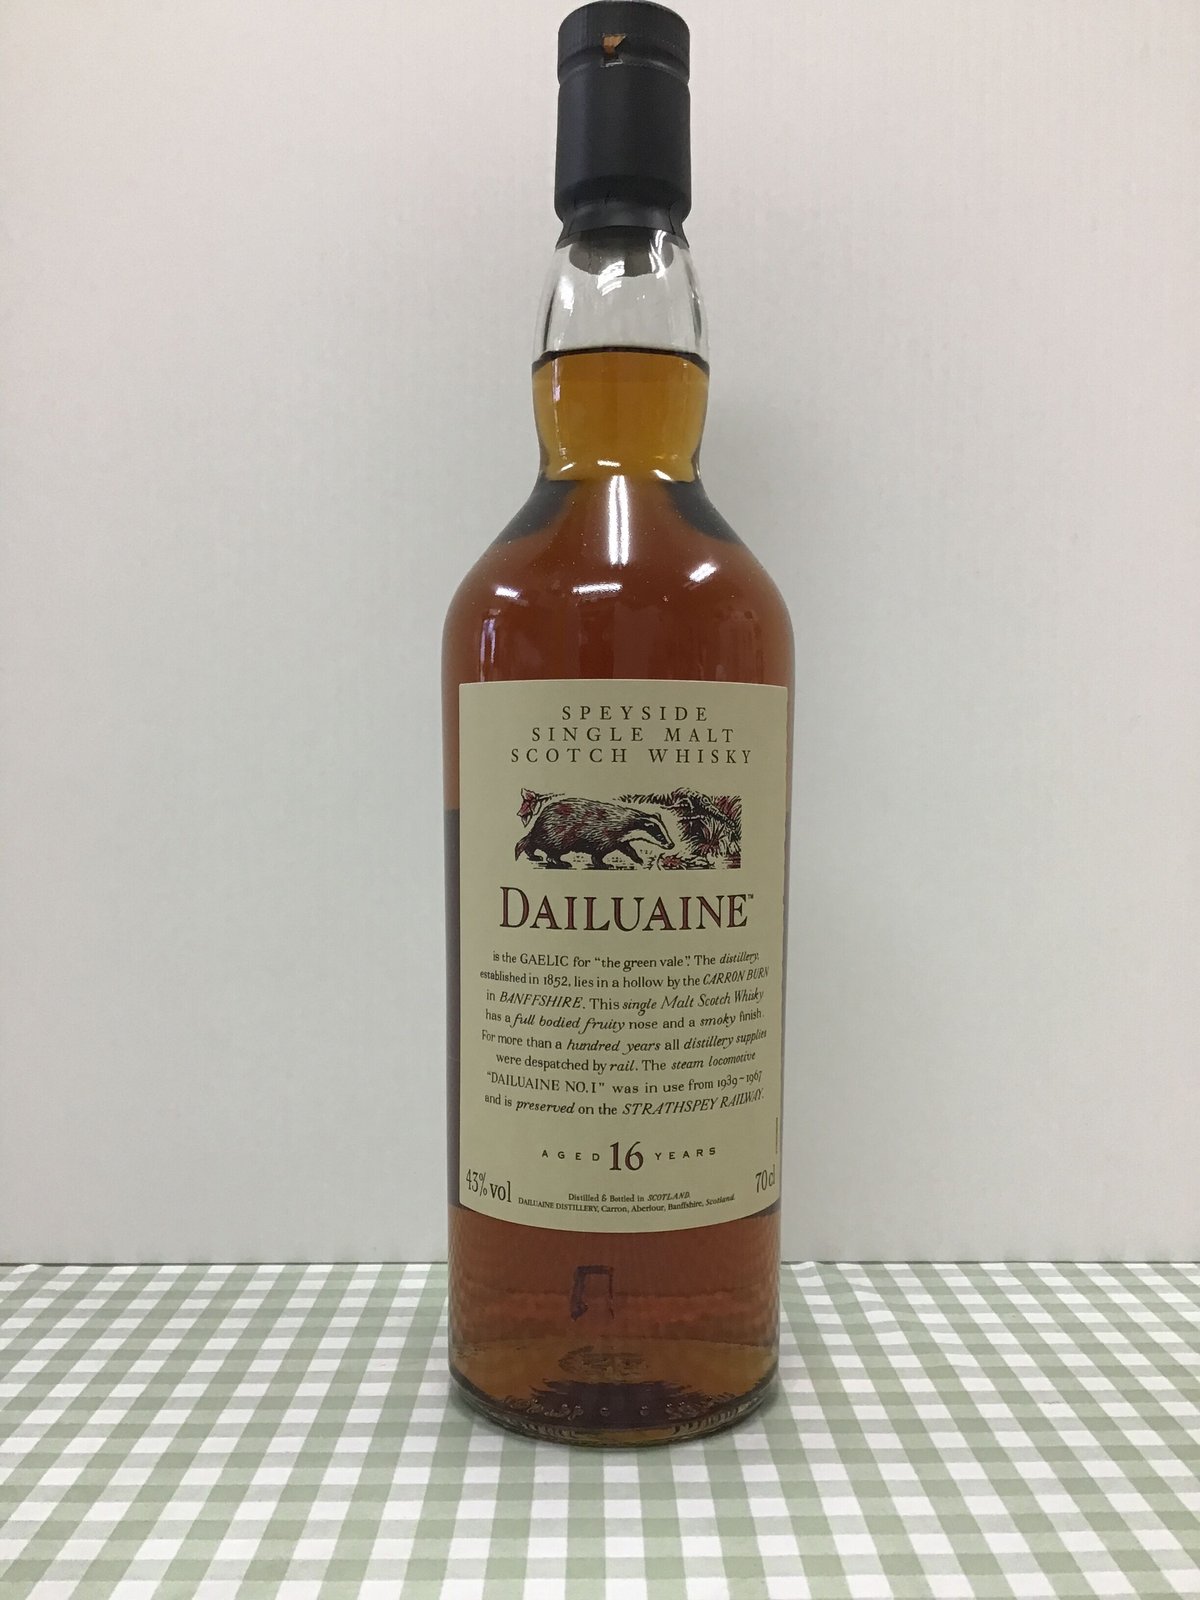 SPEYSIDE
SINGLE MALT
SCOTCH WHISKY
DAILUAINE™
is the GAELIC for "the green vale". The distillery,
established in 1852, lies in a hollow by the CARRON BURN
in BANFFSHIRE. This single Malt Scotch Whisky
has a full bodied fruity nose and a smoky finish.
For more than a hundred years all distillery supplies
were despatched by rail. The steam locomotive
"DAILUAINE NO.1" was in use from 1939-1967
and is preserved on the STRATHSPEY RAILWAY.
AGED 16 YEARS
43% vol
70cl
Distilled & Bottled in SCOTLAND.
DAILUAINE DISTILLERY, Carron, Aberlour, Banffshire, Scotland.